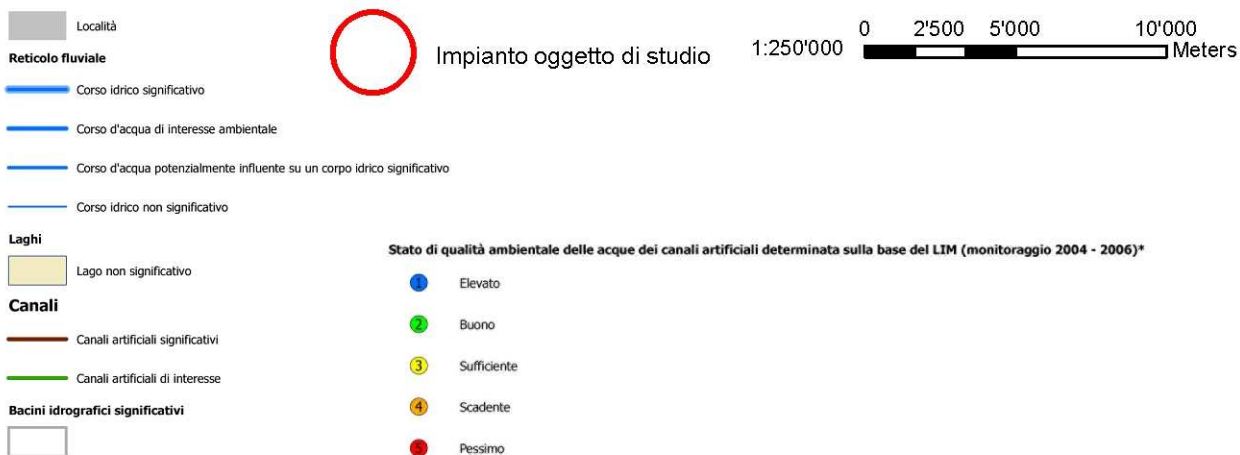 Località
Reticolo fluviale
Corso idrico significativo
Corso d'acqua di interesse ambientale
Corso d'acqua potenzialmente influente su un corpo idrico significativo
Corso idrico non significativo
Laghi
Lago non significativo
Canali
Canali artificiali significativi
Canali artificiali di interesse
Bacini idrografici significativi
Impianto oggetto di studio
1:250'000
0 2'500 5'000 10'000
Meters
Stato di qualità ambientale delle acque dei canali artificiali determinata sulla base del LIM (monitoraggio 2004 - 2006)*
1 Elevato
2 Buono
3 Sufficiente
4 Scadente
5 Pessimo